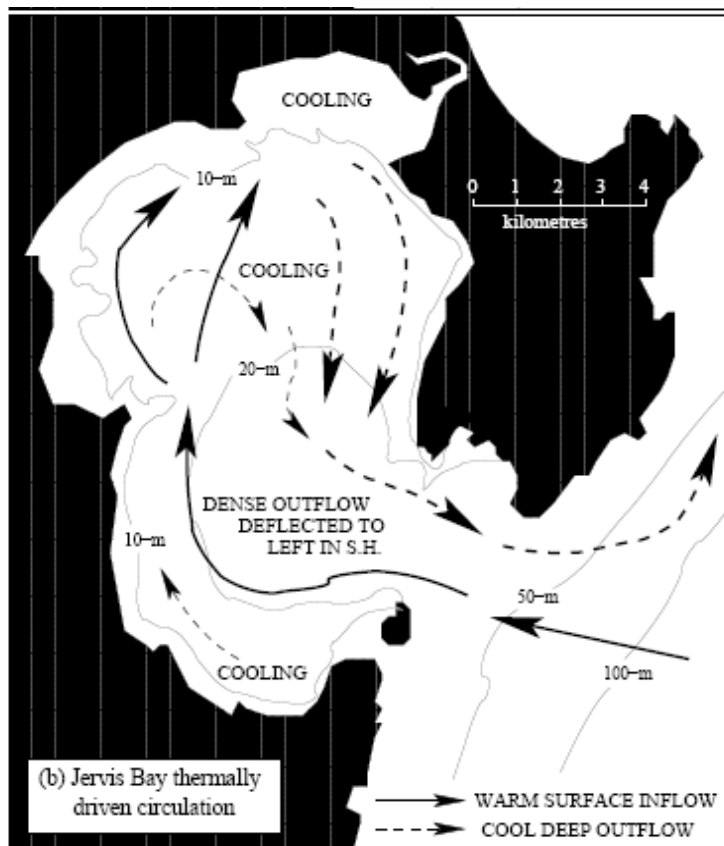 COOLING
10-m
0 1 2 3 4
kilometres
COOLING
20-m
DENSE OUTFLOW
DEFLECTED TO
LEFT IN S.H.
10-m
50-m
100-m
COOLING
(b) Jervis Bay thermally
driven circulation
WARM SURFACE INFLOW
COOL DEEP OUTFLOW